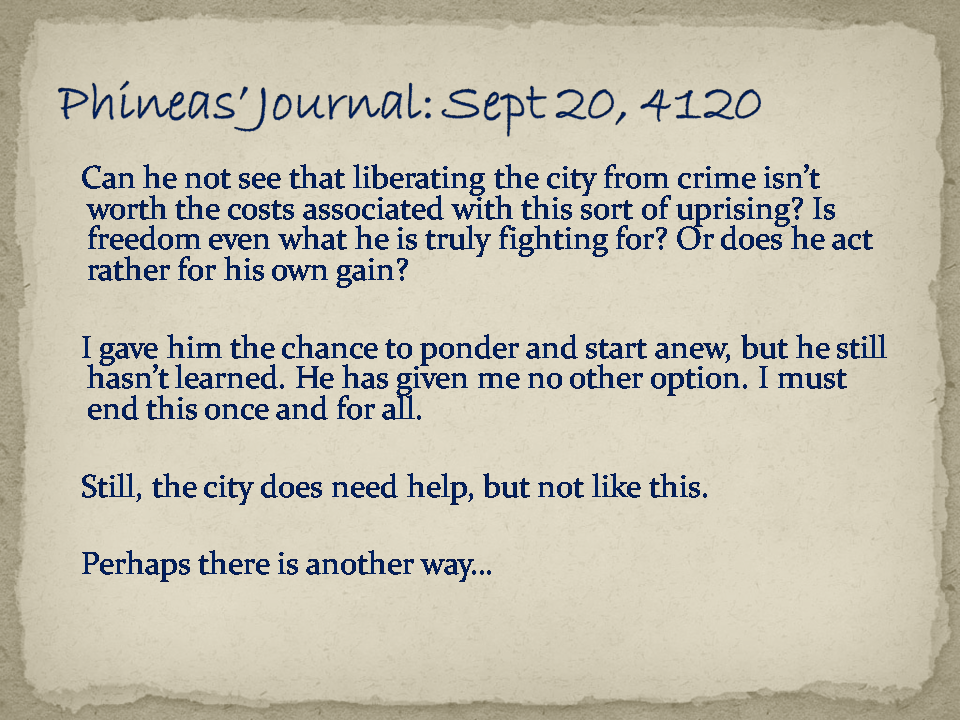 Phineas’ Journal: Sept 20, 4120
Can he not see that liberating the city from crime isn’t
worth the costs associated with this sort of uprising? Is
freedom even what he is truly fighting for? Or does he act
rather for his own gain?
I gave him the chance to ponder and start anew, but he still
hasn’t learned. He has given me no other option. I must
end this once and for all.
Still, the city does need help, but not like this.
Perhaps there is another way…